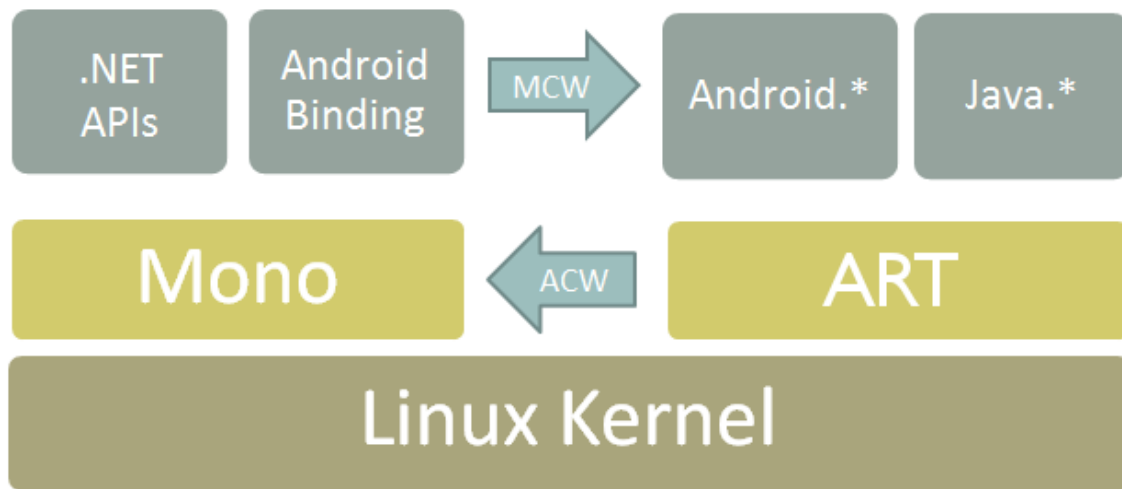 .NET
APIs
Android
Binding
MCW
Android.*
Java.*
Mono
ACW
ART
Linux Kernel